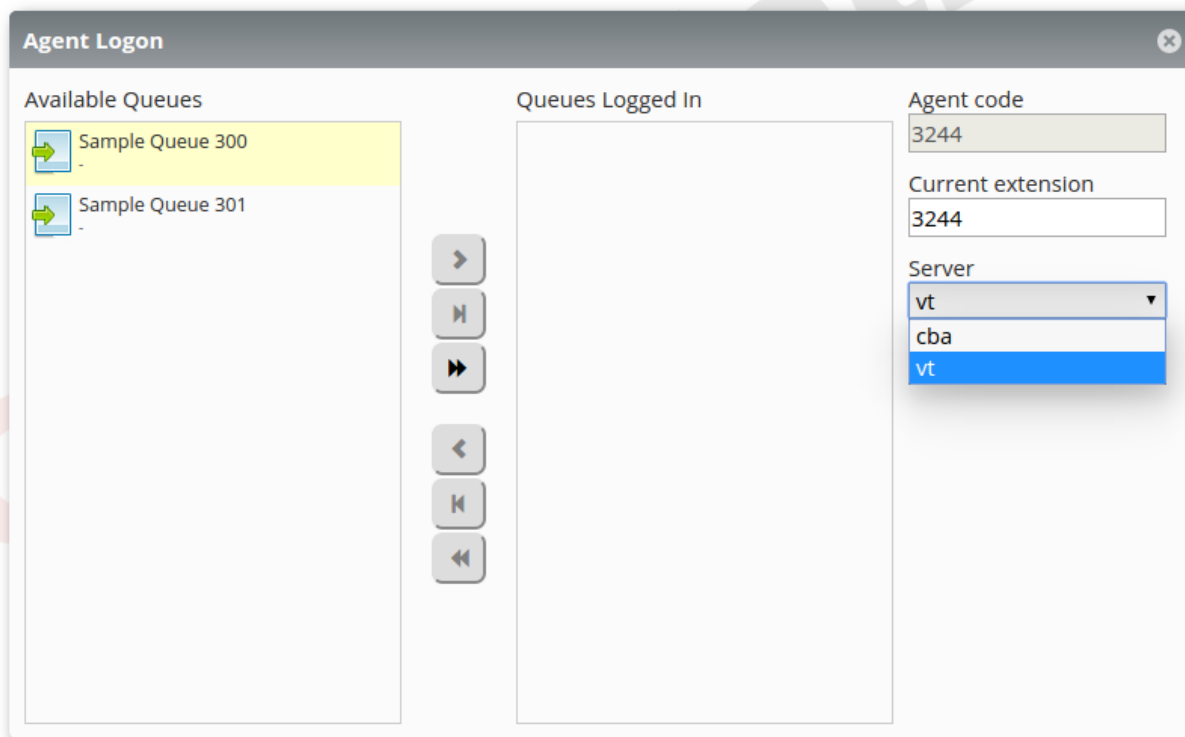 Agent Logon
Available Queues
Sample Queue 300
-
Sample Queue 301
-
Queues Logged In
Agent code
3244
Current extension
3244
Server
vt
cba
vt